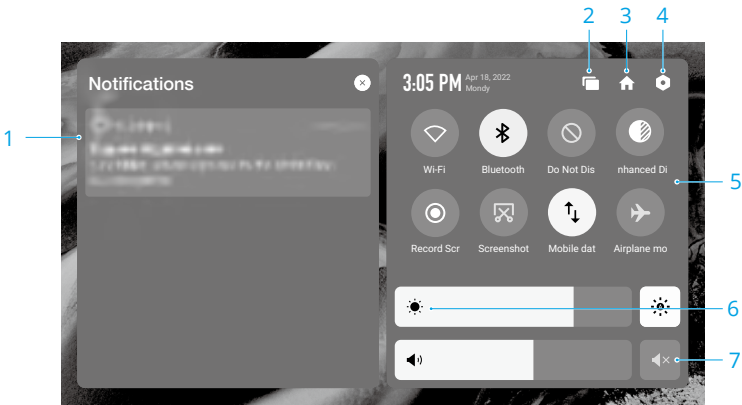 2 3 4
Notifications
3:05 PM Apr 18, 2022
Mondy
1
Wi-Fi Bluetooth Do Not Dis nhanced Di
5
Record Scr Screenshot Mobile dat Airplane mo
6
7